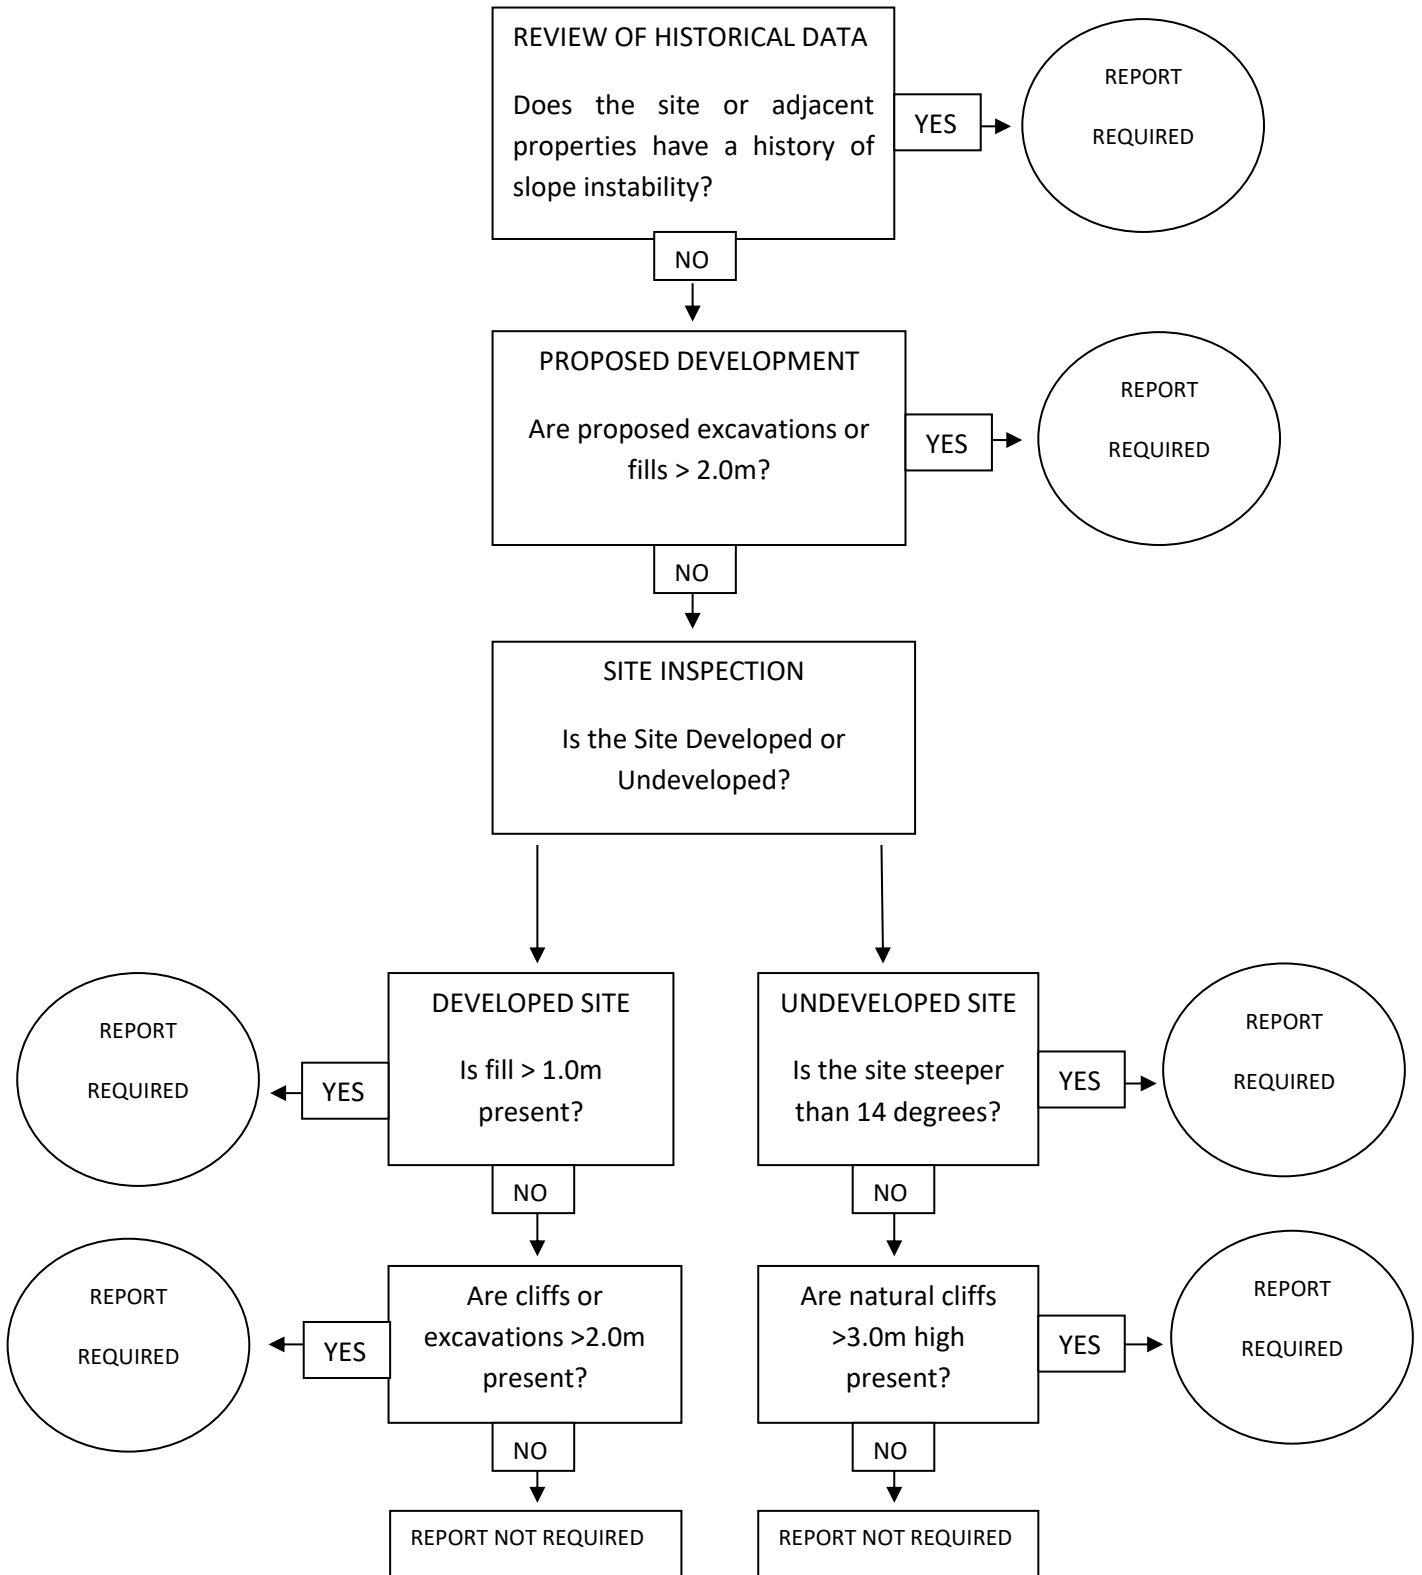 REVIEW OF HISTORICAL DATA
Does the site or adjacent
properties have a history of
slope instability?
YES
REPORT
REQUIRED
NO
PROPOSED DEVELOPMENT
Are proposed excavations or
fills > 2.0m?
YES
REPORT
REQUIRED
NO
SITE INSPECTION
Is the Site Developed or
Undeveloped?
DEVELOPED SITE
Is fill > 1.0m
present?
YES
REPORT
REQUIRED
NO
Are cliffs or
excavations >2.0m
present?
YES
REPORT
REQUIRED
NO
REPORT NOT REQUIRED
UNDEVELOPED SITE
Is the site steeper
than 14 degrees?
YES
REPORT
REQUIRED
NO
Are natural cliffs
>3.0m high
present?
YES
REPORT
REQUIRED
NO
REPORT NOT REQUIRED